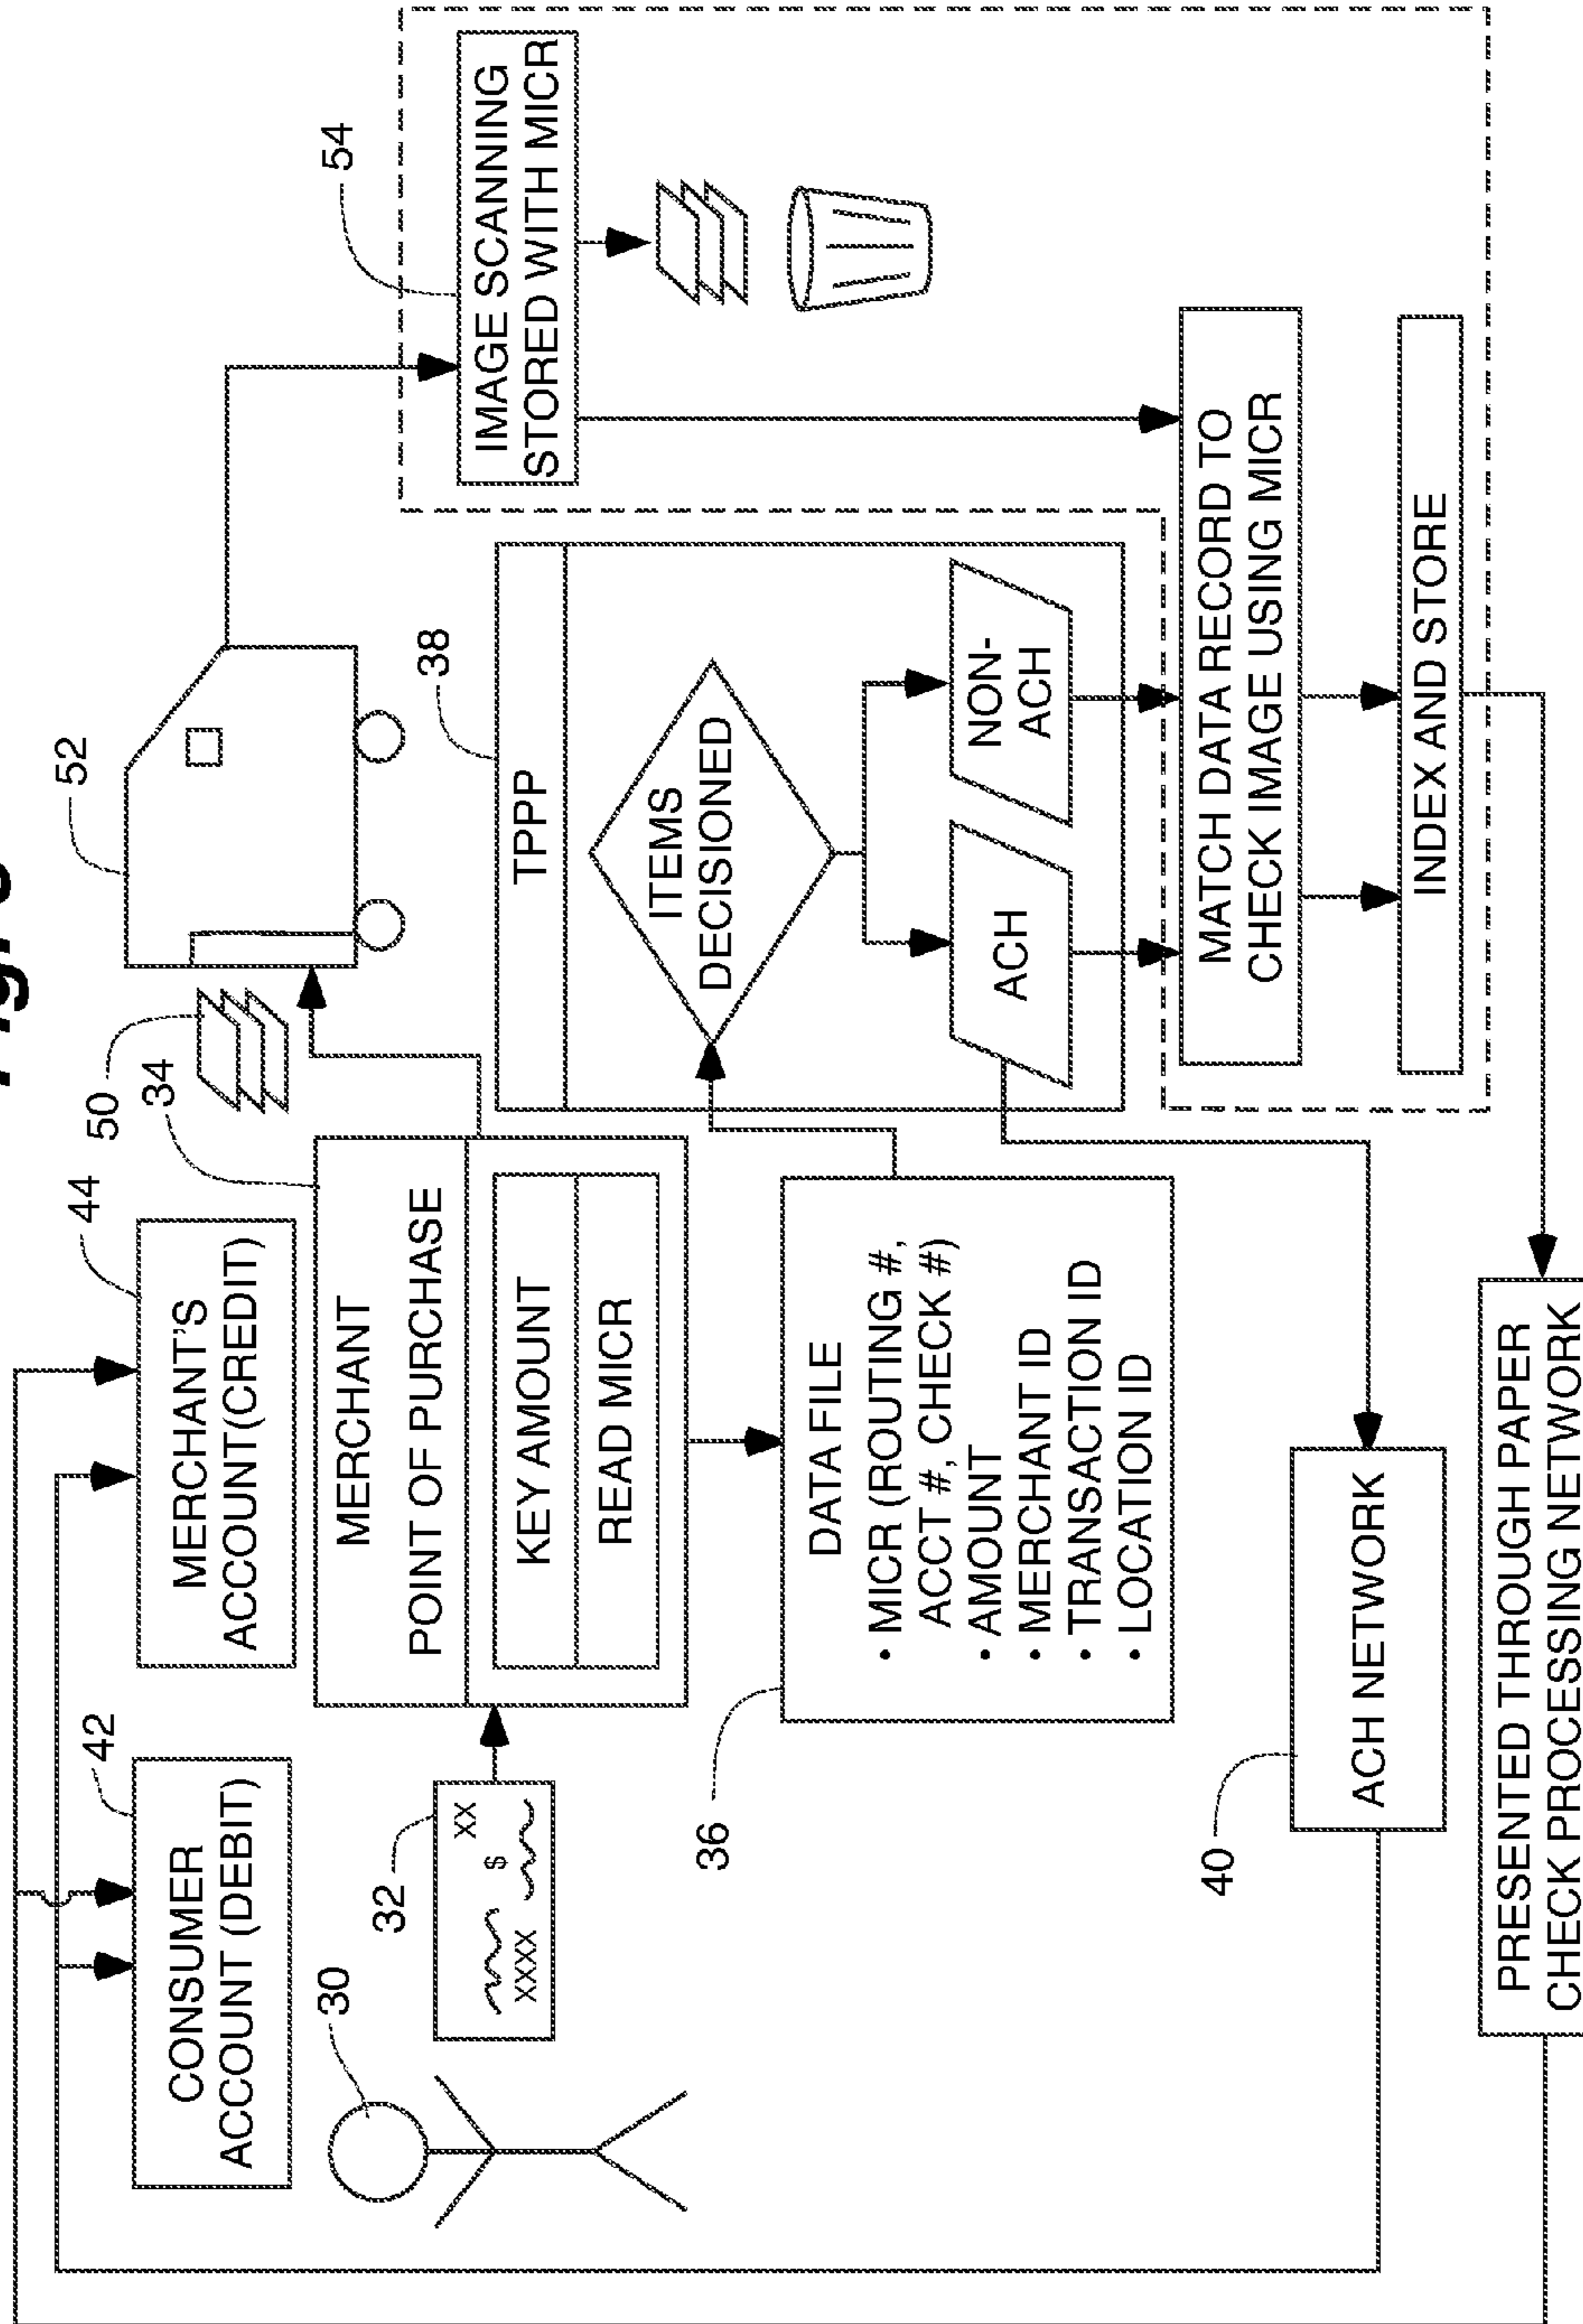 42
CONSUMER
ACCOUNT (DEBIT)
44
MERCHANT'S
ACCOUNT(CREDIT)
50
52
30
32
XX
$
XXXX
34
MERCHANT
POINT OF PURCHASE
KEY AMOUNT
READ MICR
36
DATA FILE
• MICR (ROUTING #,
ACCT #, CHECK #)
• AMOUNT
• MERCHANT ID
• TRANSACTION ID
• LOCATION ID
38
TPPP
ITEMS
DECISIONED
ACH
NON-
ACH
54
IMAGE SCANNING
STORED WITH MICR
MATCH DATA RECORD TO
CHECK IMAGE USING MICR
INDEX AND STORE
40
ACH NETWORK
PRESENTED THROUGH PAPER
CHECK PROCESSING NETWORK